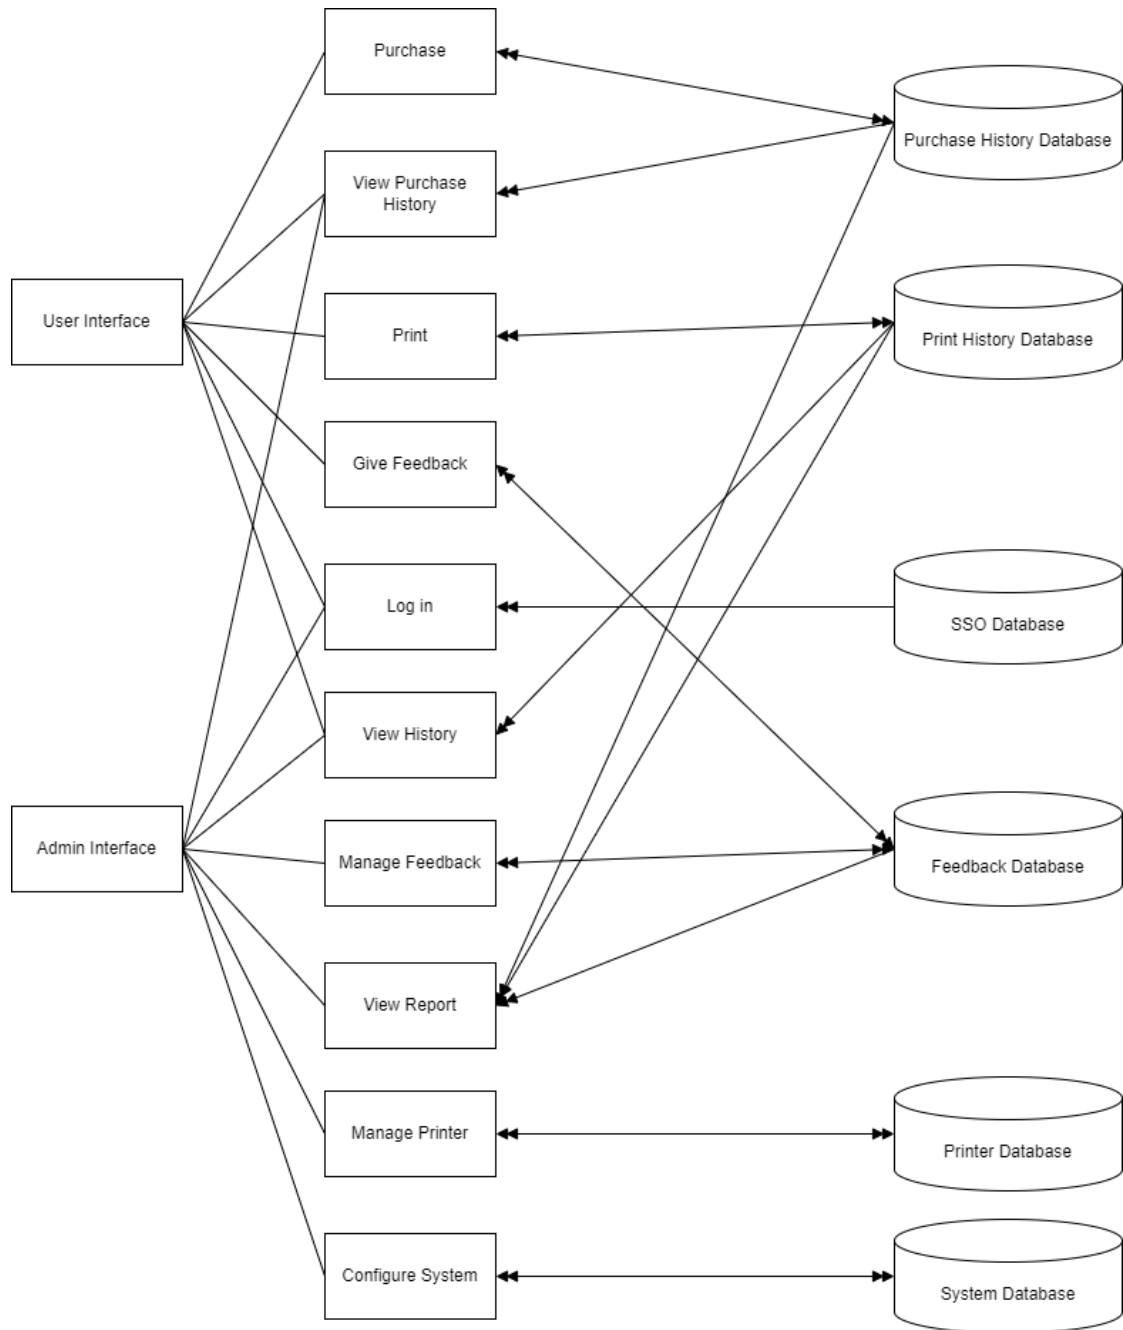 Purchase
Purchase History Database
View Purchase
History
User Interface
Print
Print History Database
Give Feedback
Log in
SSO Database
View History
Admin Interface
Manage Feedback
Feedback Database
View Report
Manage Printer
Printer Database
Configure System
System Database